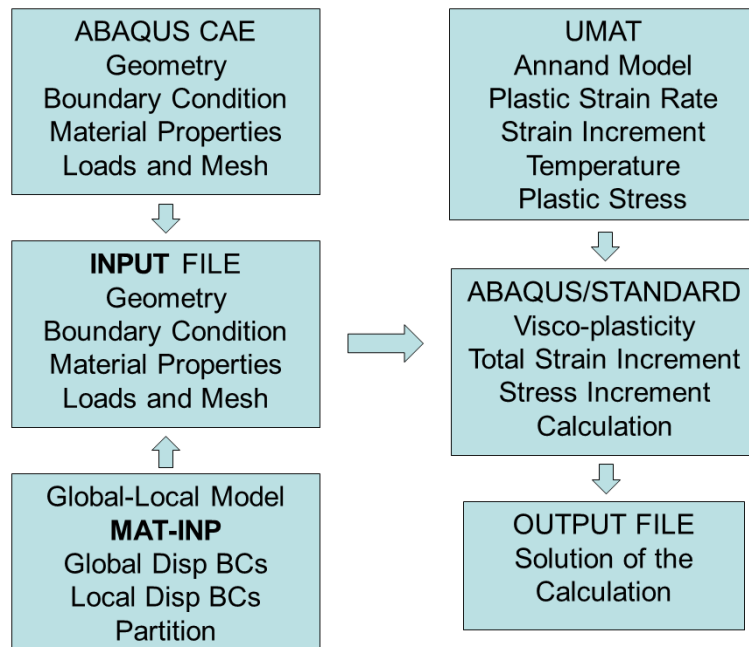 ABAQUS CAE
Geometry
Boundary Condition
Material Properties
Loads and Mesh
INPUT FILE
Geometry
Boundary Condition
Material Properties
Loads and Mesh
Global-Local Model
MAT-INP
Global Disp BCs
Local Disp BCs
Partition
UMAT
Annand Model
Plastic Strain Rate
Strain Increment
Temperature
Plastic Stress
ABAQUS/STANDARD
Visco-plasticity
Total Strain Increment
Stress Increment
Calculation
OUTPUT FILE
Solution of the
Calculation